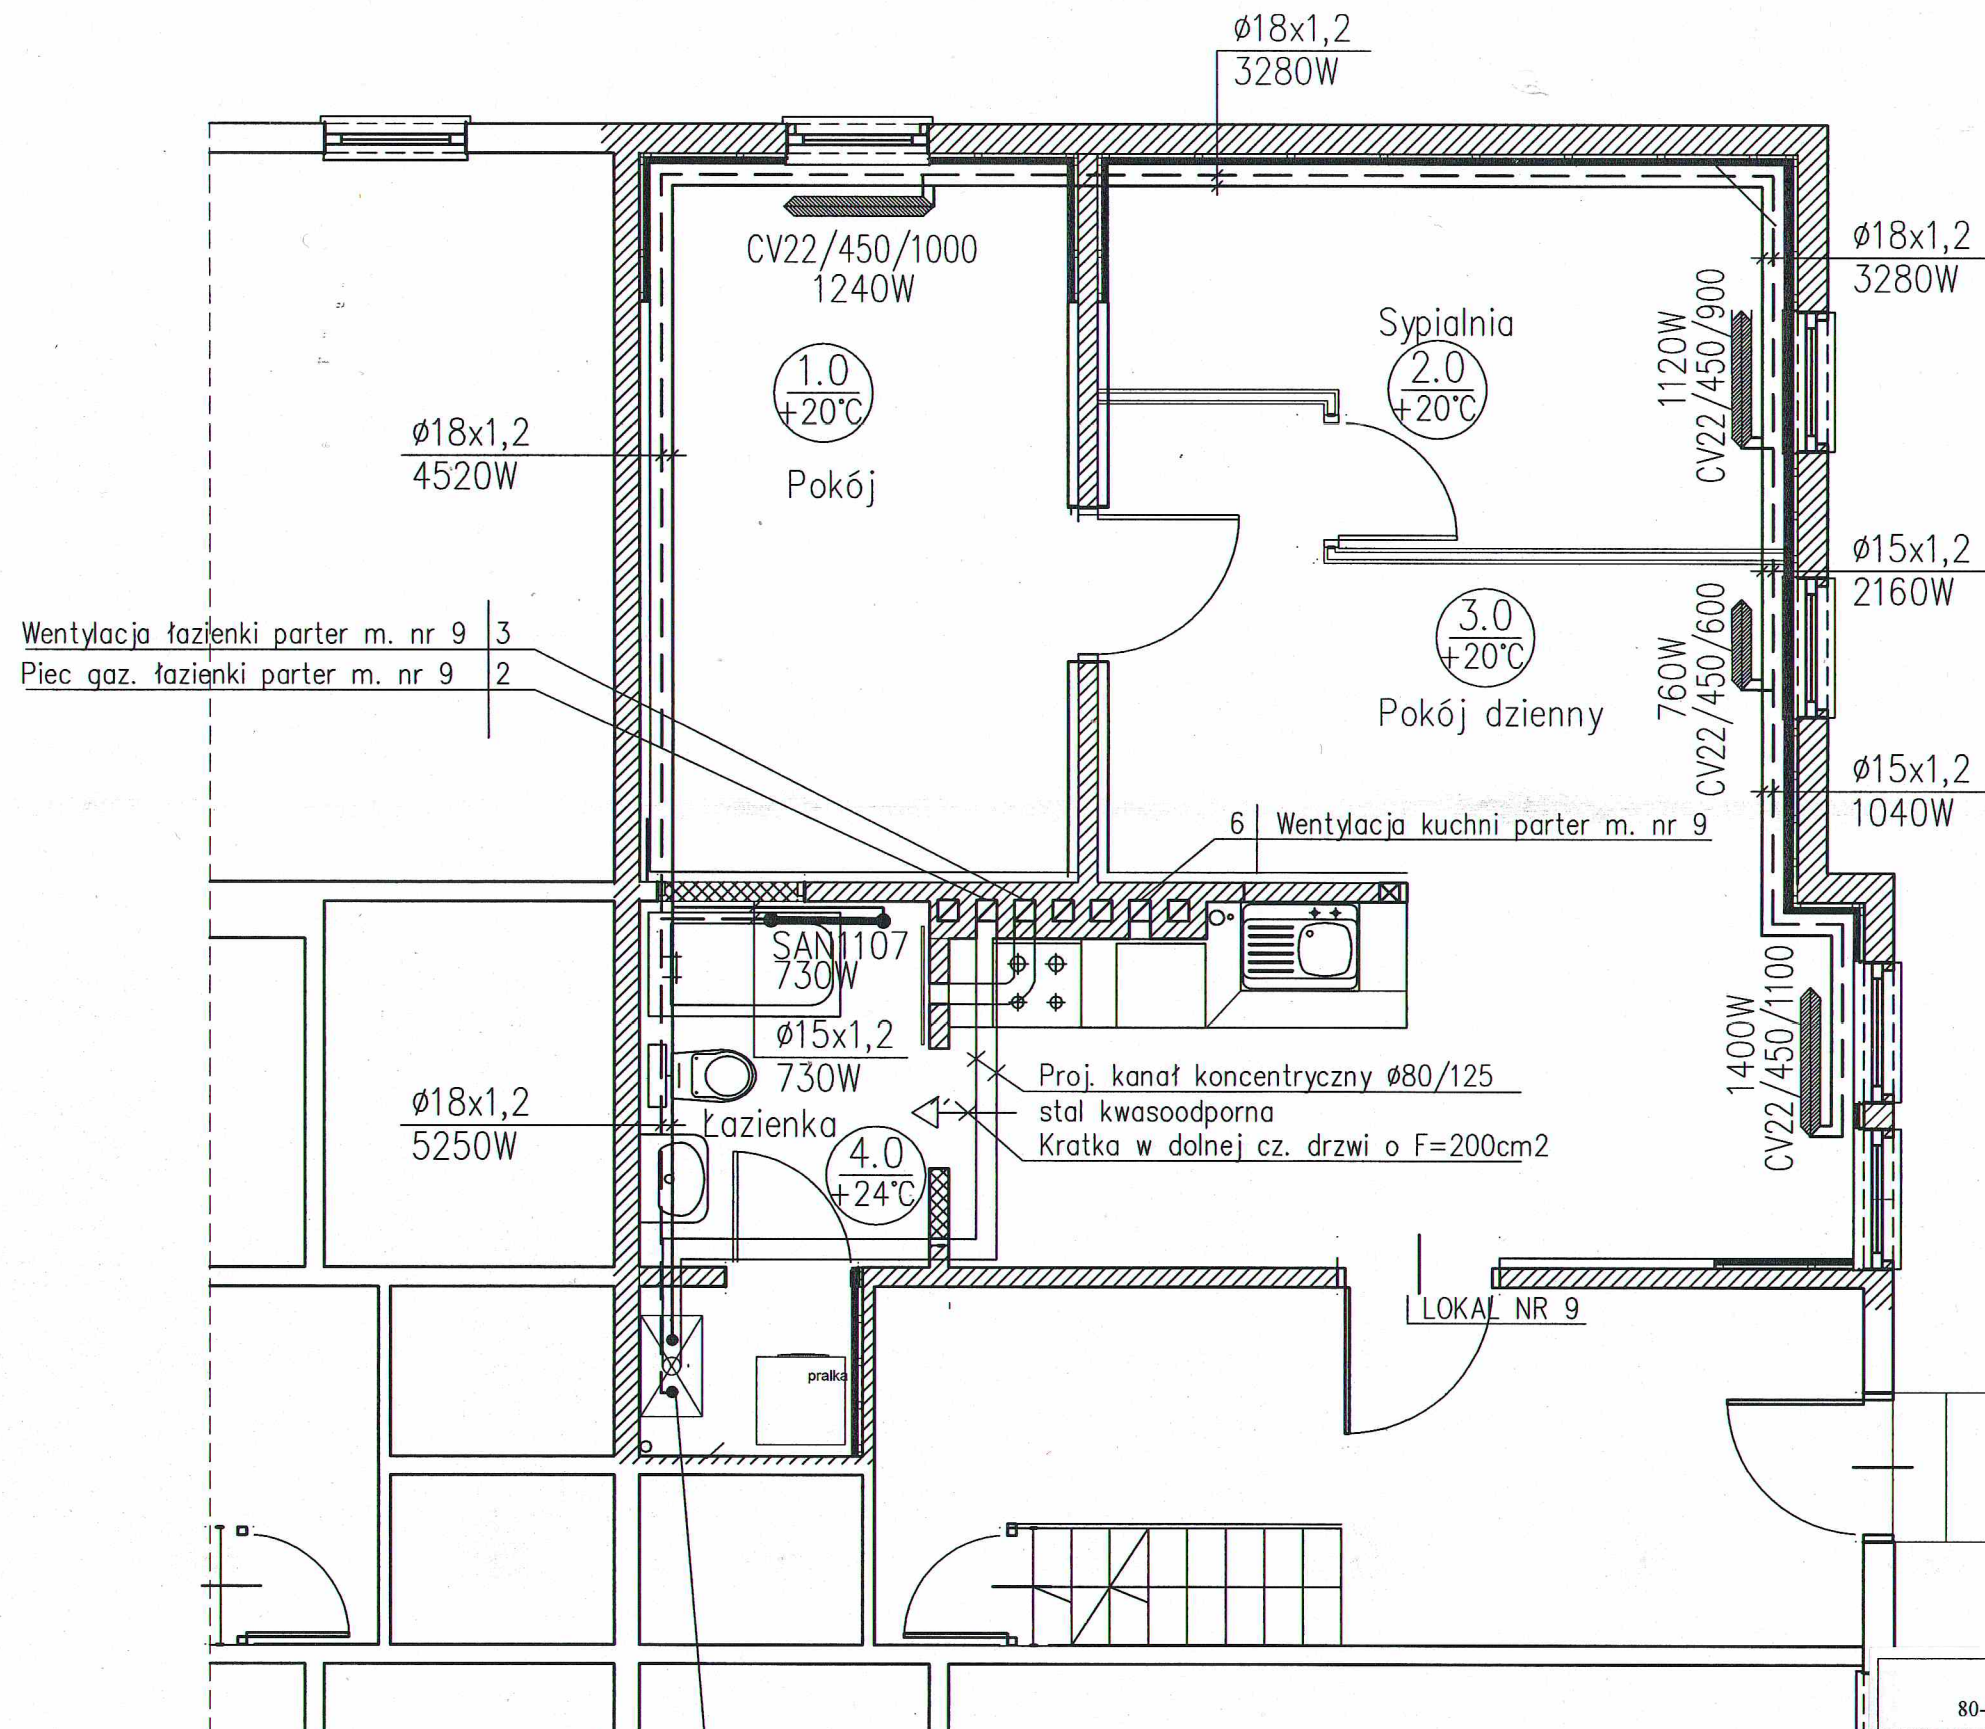 ø18x1,2
3280W
CV22/450/1000
1240W
ø18x1,2
3280W
1120W
CV22/450/900
Sypialnia
2.0
+20°C
1.0
+20°C
Pokój
ø18x1,2
4520W
ø15x1,2
2160W
760W
CV22/450/600
3.0
+20°C
Pokój dzienny
Wentylacja łazienki parter m. nr 9 3
Piec gaz. łazienki parter m. nr 9 2
ø15x1,2
1040W
6 Wentylacja kuchni parter m. nr 9
SAN1107
730W
ø15x1,2
730W
1400W
CV22/450/1100
Proj. kanał koncentryczny ø80/125
stal kwasoodporna
Kratka w dolnej cz. drzwi o F=200cm2
ø18x1,2
5250W
Łazienka
4.0
+24°C
LOKAL NR 9
pralka
80-